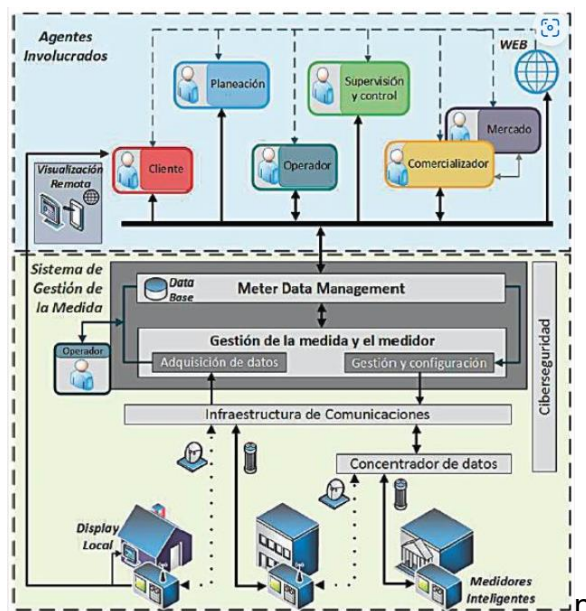 Agentes
Involucrados
WEB
Planeación
Supervisión
y control
Mercado
Cliente
Operador
Comercializador
Visualización
Remota
Sistema de
Gestión de
la Medida
Data
Base
Meter Data Management
Gestión de la medida y el medidor
Operador
Adquisición de datos
Gestión y configuración
Ciberseguridad
Infraestructura de Comunicaciones
Concentrador de datos
Display
Local
Medidores
Inteligentes